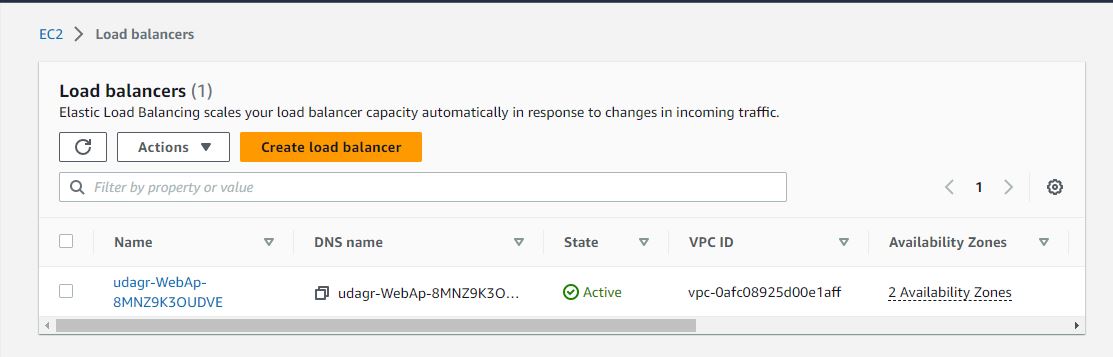 EC2 > Load balancers
Load balancers (1)
Elastic Load Balancing scales your load balancer capacity automatically in response to changes in incoming traffic.
Actions Create load balancer
Filter by property or value 1
Name DNS name State VPC ID Availability Zones
udagr-WebAp-
8MNZ9K3OUDVE udagr-WebAp-8MNZ9K3O... Active vpc-0afc08925d00e1aff 2 Availability Zones